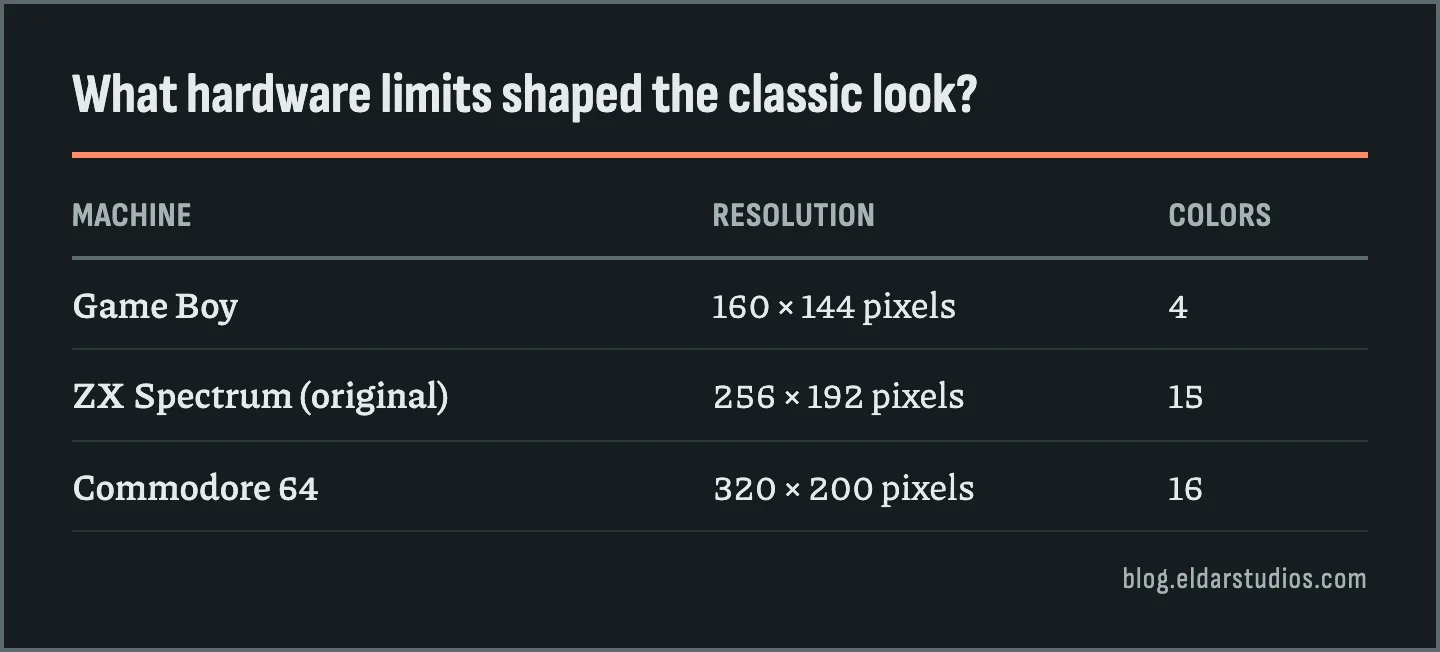 What hardware limits shaped the classic look?
MACHINE RESOLUTION COLORS
Game Boy 160 × 144 pixels 4
ZX Spectrum (original) 256 × 192 pixels 15
Commodore 64 320 × 200 pixels 16
blog.eldarstudios.com